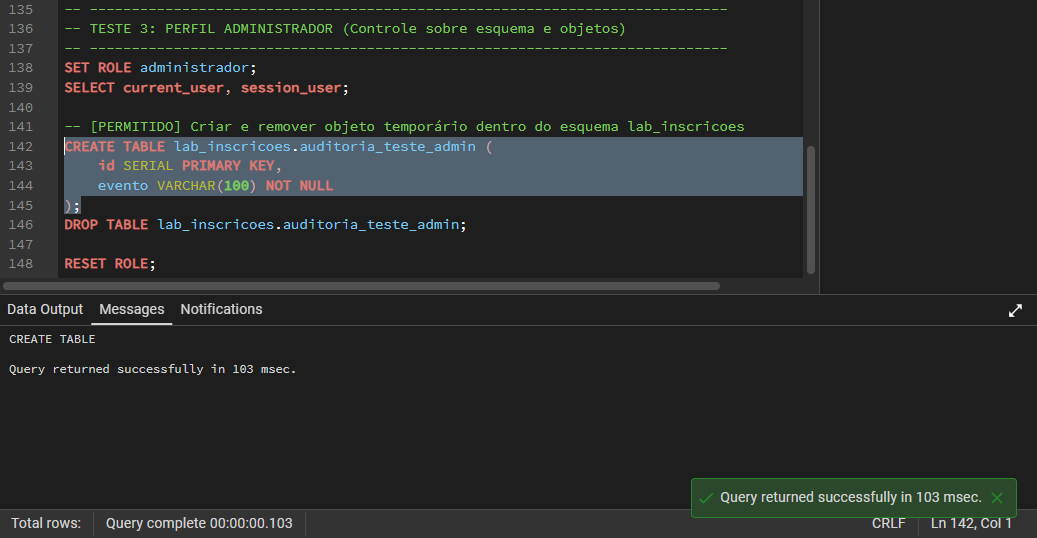 135 -- ----------------------------------------------------------------------------
136 -- TESTE 3: PERFIL ADMINISTRADOR (Controle sobre esquema e objetos)
137 -- ----------------------------------------------------------------------------
138 SET ROLE administrador;
139 SELECT current_user, session_user;
140
141 -- [PERMITIDO] Criar e remover objeto temporário dentro do esquema lab_inscricoes
142 CREATE TABLE lab_inscricoes.auditoria_teste_admin (
143     id SERIAL PRIMARY KEY,
144     evento VARCHAR(100) NOT NULL
145 );
146 DROP TABLE lab_inscricoes.auditoria_teste_admin;
147
148 RESET ROLE;
Data Output Messages Notifications
CREATE TABLE
Query returned successfully in 103 msec.
Query returned successfully in 103 msec.
Total rows: Query complete 00:00:00.103 CRLF Ln 142, Col 1